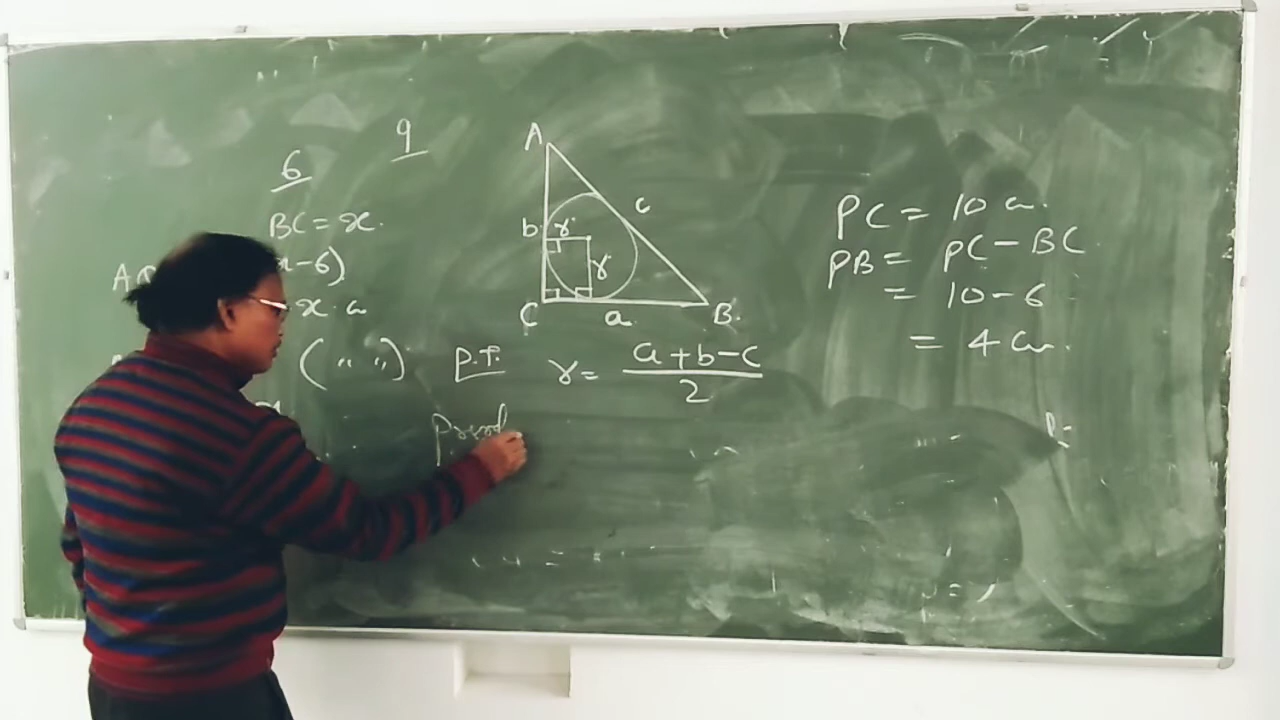 9
6
BC = x.
x - 6)
x. a
( " " )
A
b
r
r
c
C
a
B.
P.T. r = a + b - c / 2
Proof
PC = 10 cm.
PB = PC - BC
= 10 - 6
= 4 cm.